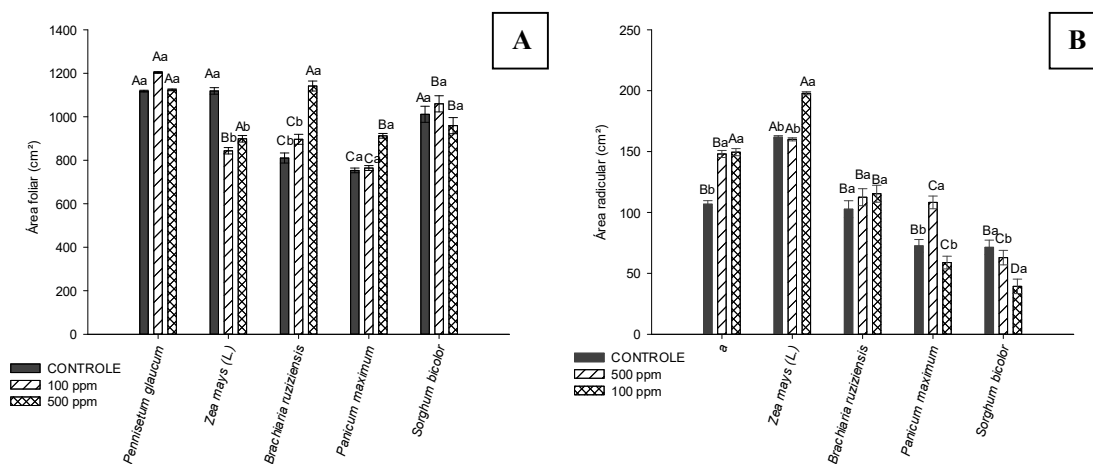 A
Área foliar (cm²)
1400
1200
1000
800
600
400
200
0
Aa
Aa
Aa
Aa
Bb
Ab
Cb
Cb
Aa
Ca
Ca
Ba
Aa
Ba
Ba
Pennisetum glaucum
Zea mays (L.)
Brachiaria ruziziensis
Panicum maximum
Sorghum bicolor
CONTROLE
100 ppm
500 ppm
B
Área radicular (cm²)
250
200
150
100
50
0
Bb
Ba
Aa
Ab
Ab
Aa
Ba
Ba
Ba
Bb
Ca
Cb
Ba
Cb
Da
a
Zea mays (L.)
Brachiaria ruziziensis
Panicum maximum
Sorghum bicolor
CONTROLE
500 ppm
100 ppm